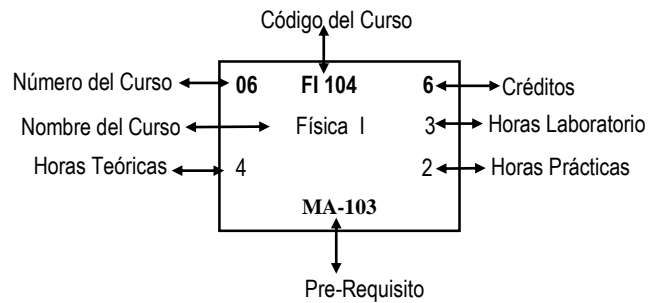 Código del Curso
Número del Curso 06 FI 104 6 Créditos
Nombre del Curso Física I 3 Horas Laboratorio
Horas Teóricas 4 2 Horas Prácticas
MA-103
Pre-Requisito